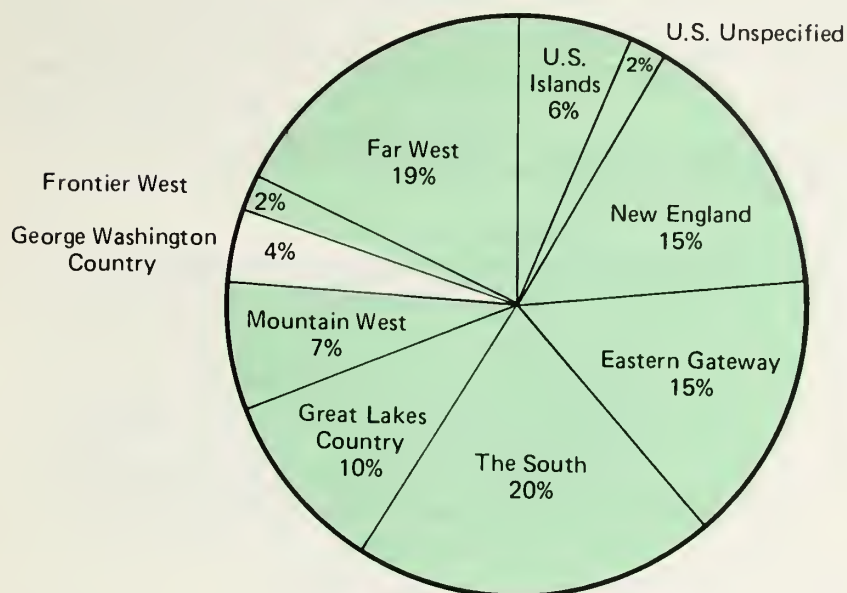 U.S. Unspecified
U.S.
Islands
6%
2%
New England
15%
Eastern Gateway
15%
The South
20%
Great Lakes
Country
10%
Mountain West
7%
George Washington
Country
4%
Frontier West
2%
Far West
19%